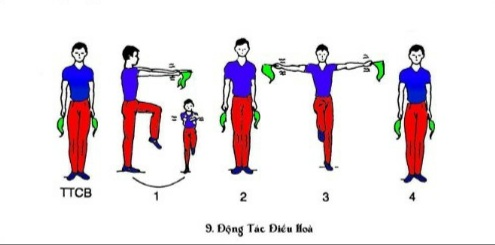 TTCB 1 2 3 4
9. Động Tác Điều Hoà